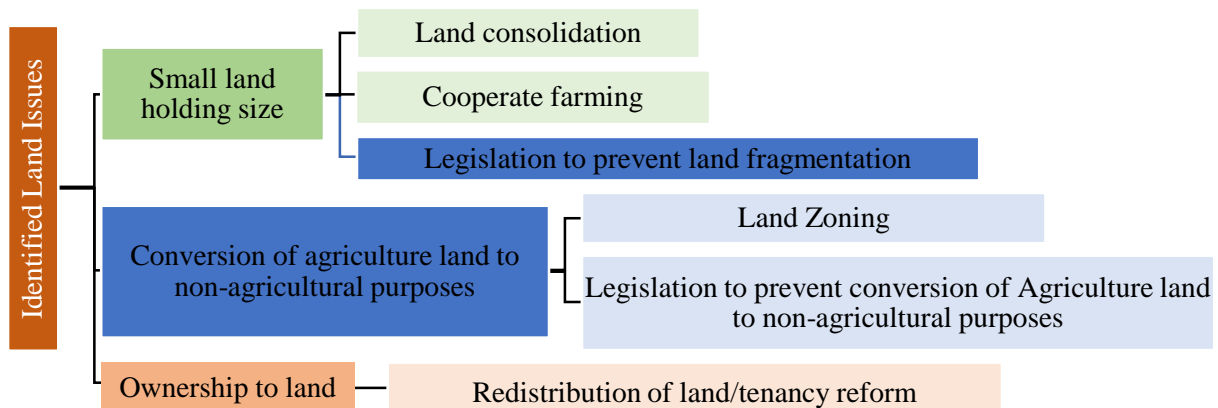 Identified Land Issues
Small land
holding size
Land consolidation
Cooperate farming
Legislation to prevent land fragmentation
Conversion of agriculture land to
non-agricultural purposes
Land Zoning
Legislation to prevent conversion of Agriculture land
to non-agricultural purposes
Ownership to land
Redistribution of land/tenancy reform